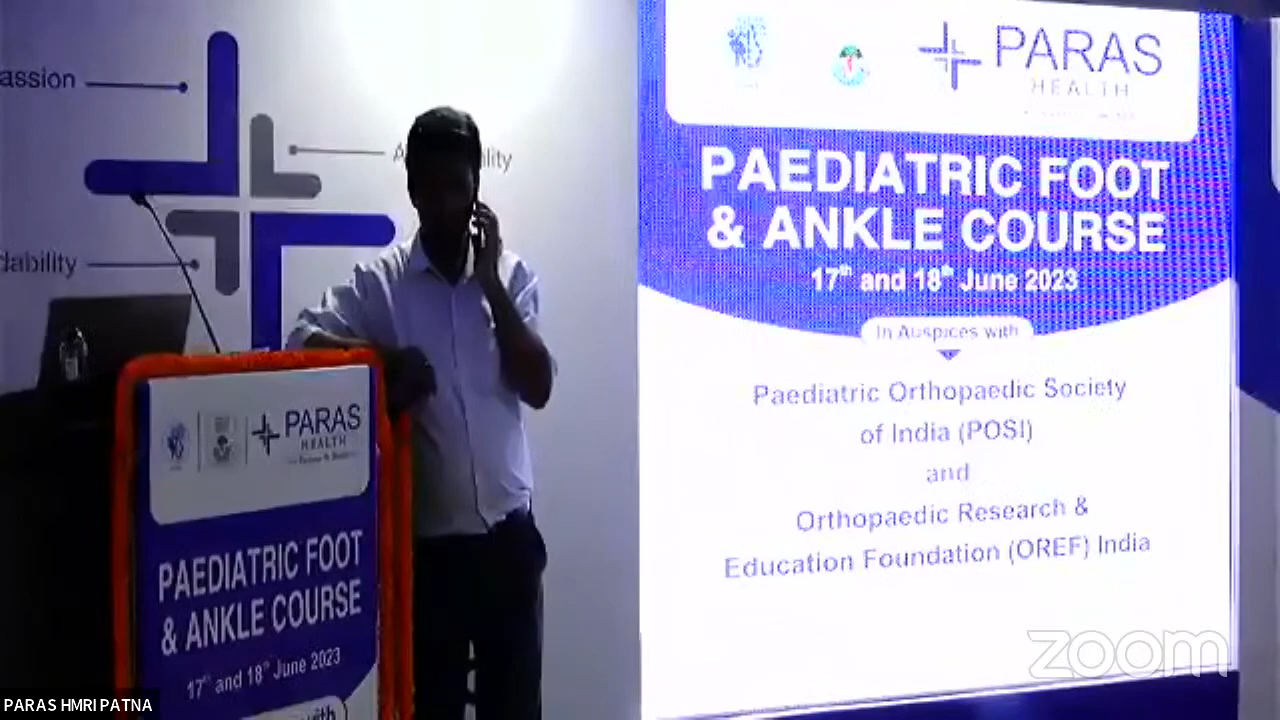 assion
dability
PARAS
HEALTH
PAEDIATRIC FOOT
& ANKLE COURSE
17th and 18th June 2023
In Auspices with
Paediatric Orthopaedic Society
of India (POSI)
and
Orthopaedic Research &
Education Foundation (OREF) India
PARAS
HEALTH
PAEDIATRIC FOOT
& ANKLE COURSE
17th and 18th June 2023
with
zoom
PARAS HMRI PATNA